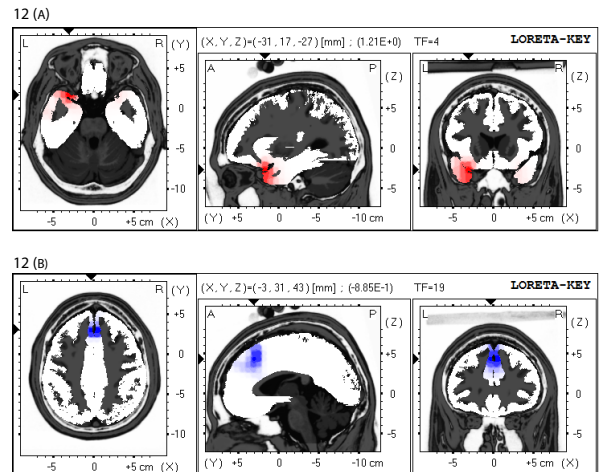 12 (A)
L R (Y) (X, Y, Z)=(-31, 17, -27) [mm] ; (1.21E+0) TF=4 LORETA-KEY
A P (Z) L R (Z)
+5 +5 +5
0 0 0
-5 -5 -5
-10
-5 0 +5 cm (X) (Y) +5 0 -5 -10 cm -5 0 +5 cm (X)
12 (B)
L R (Y) (X, Y, Z)=(-3, 31, 43) [mm] ; (-8.85E-1) TF=19 LORETA-KEY
A P (Z) L R (Z)
+5 +5 +5
0 0 0
-5 -5 -5
-10
-5 0 +5 cm (X) (Y) +5 0 -5 -10 cm -5 0 +5 cm (X)